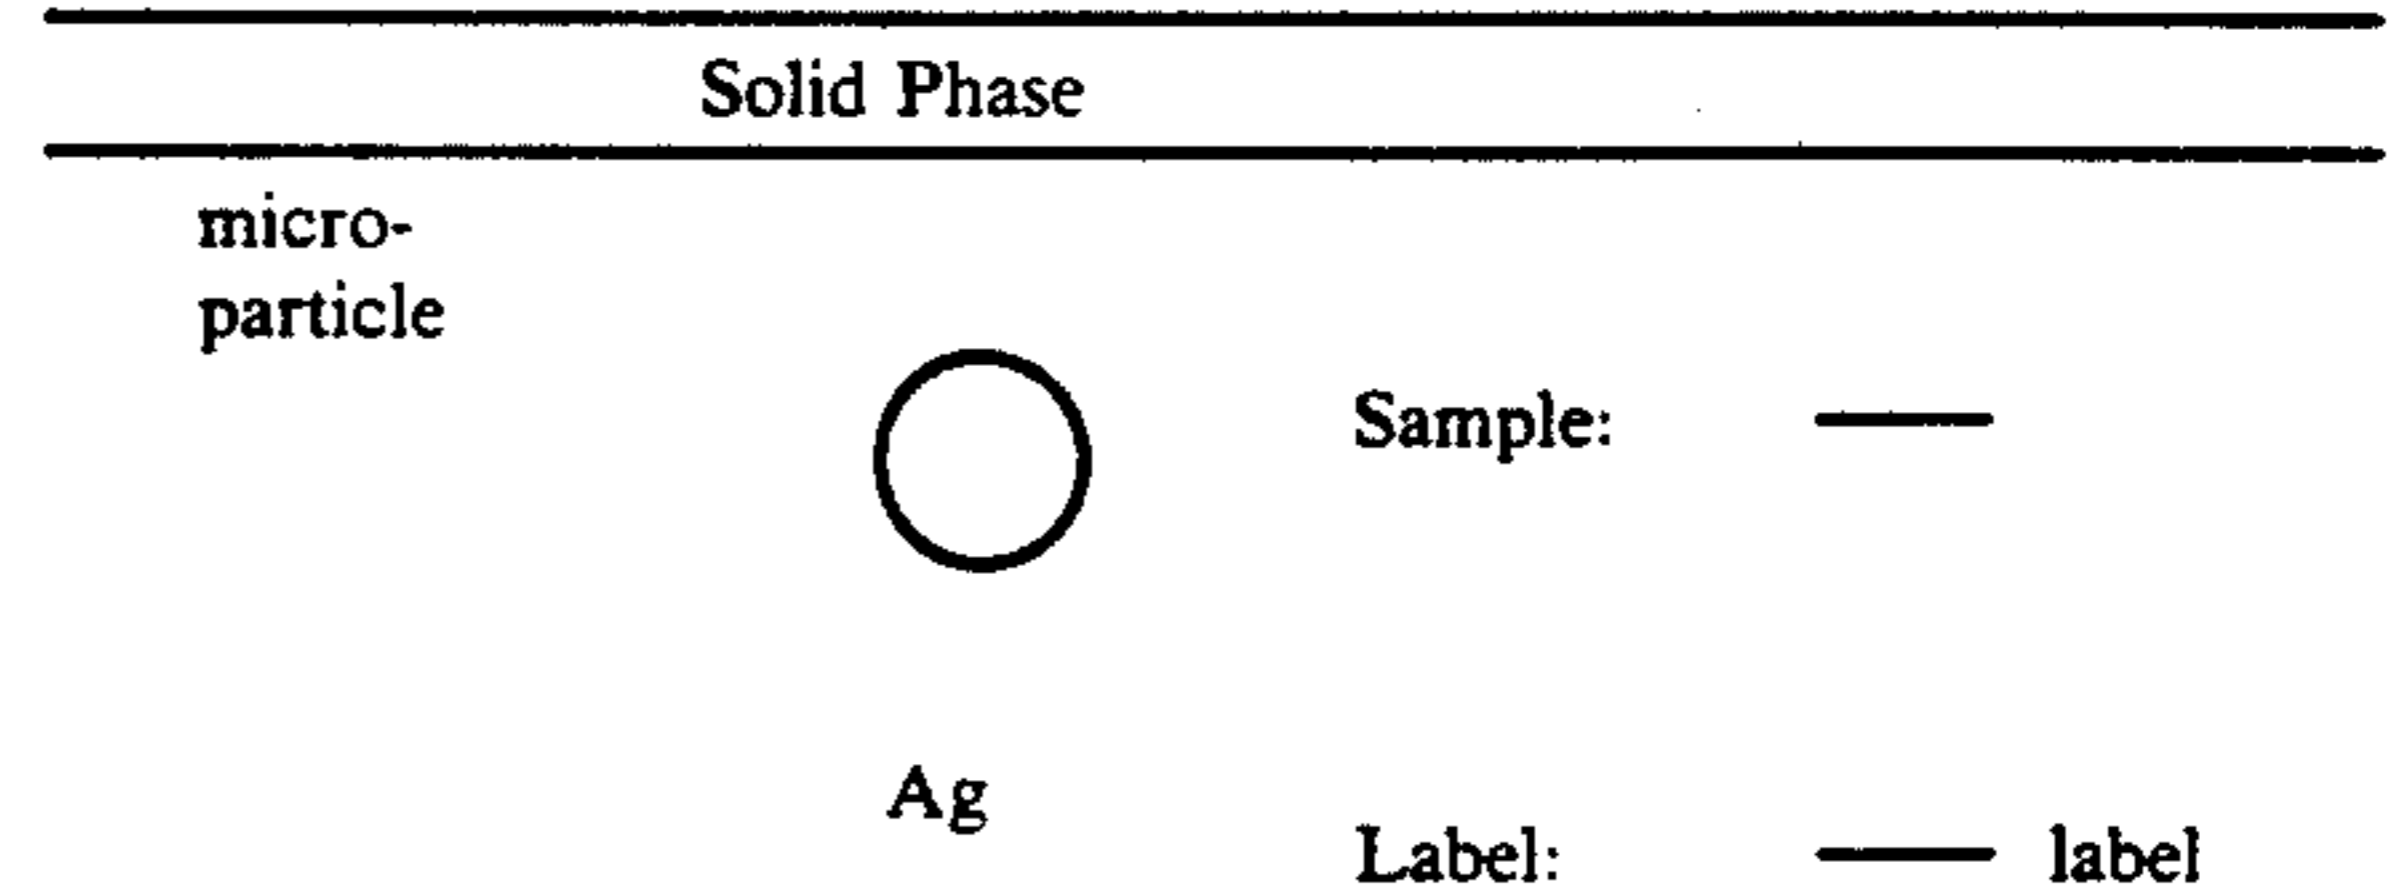 Solid Phase
micro-
particle
Sample:
Ag
Label: label